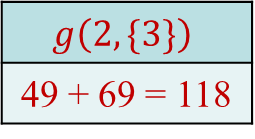 g(2,{3})
49 + 69 = 118